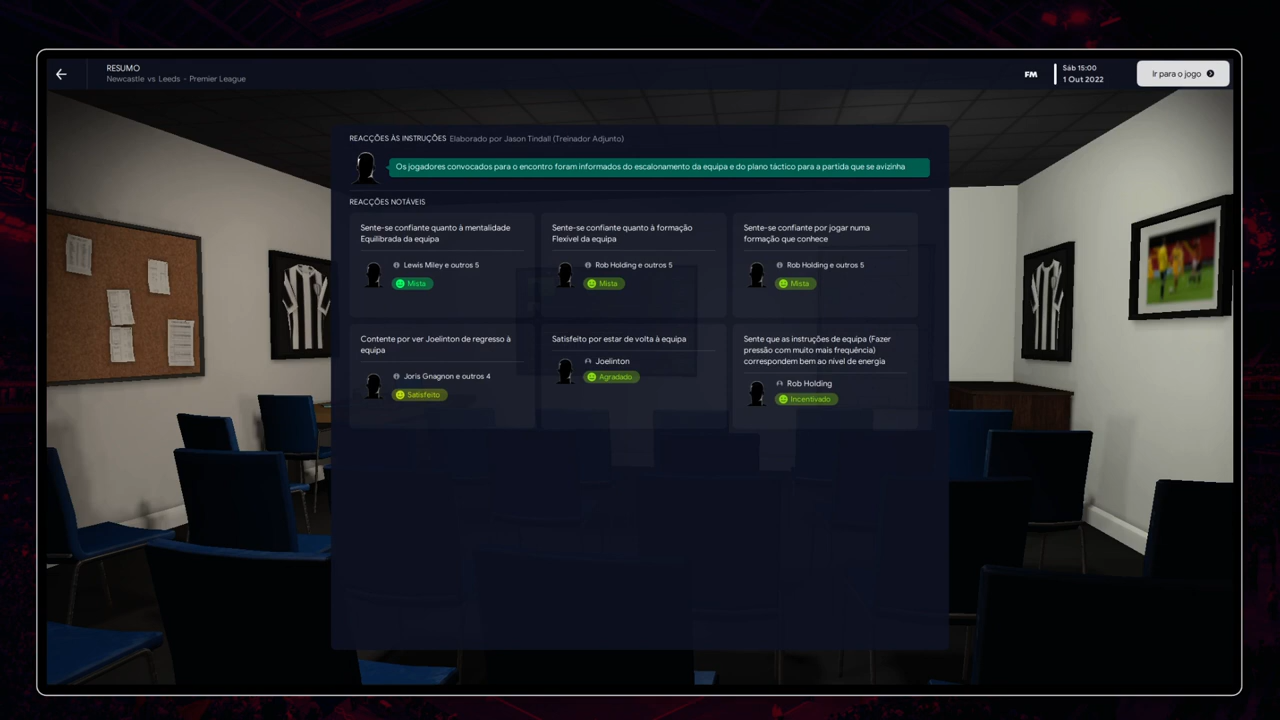 RESUMO
Newcastle vs Leeds - Premier League
FM
Sáb 15:00
1 Out 2022
Ir para o jogo
REACÇÕES ÀS INSTRUÇÕES Elaborado por Jason Tindall (Treinador Adjunto)
Os jogadores convocados para o encontro foram informados do escalonamento da equipa e do plano táctico para a partida que se avizinha
REACÇÕES NOTÁVEIS
Sente-se confiante quanto à mentalidade
Equilibrada da equipa
Lewis Miley e outros 5
Mista
Sente-se confiante quanto à formação
Flexível da equipa
Rob Holding e outros 5
Mista
Sente-se confiante por jogar numa
formação que conhece
Rob Holding e outros 5
Mista
Contente por ver Joelinton de regresso à
equipa
Joris Gnagnon e outros 4
Satisfeito
Satisfeito por estar de volta à equipa
Joelinton
Agradado
Sente que as instruções de equipa (Fazer
pressão com muito mais frequência)
correspondem bem ao nível de energia
Rob Holding
Incentivado